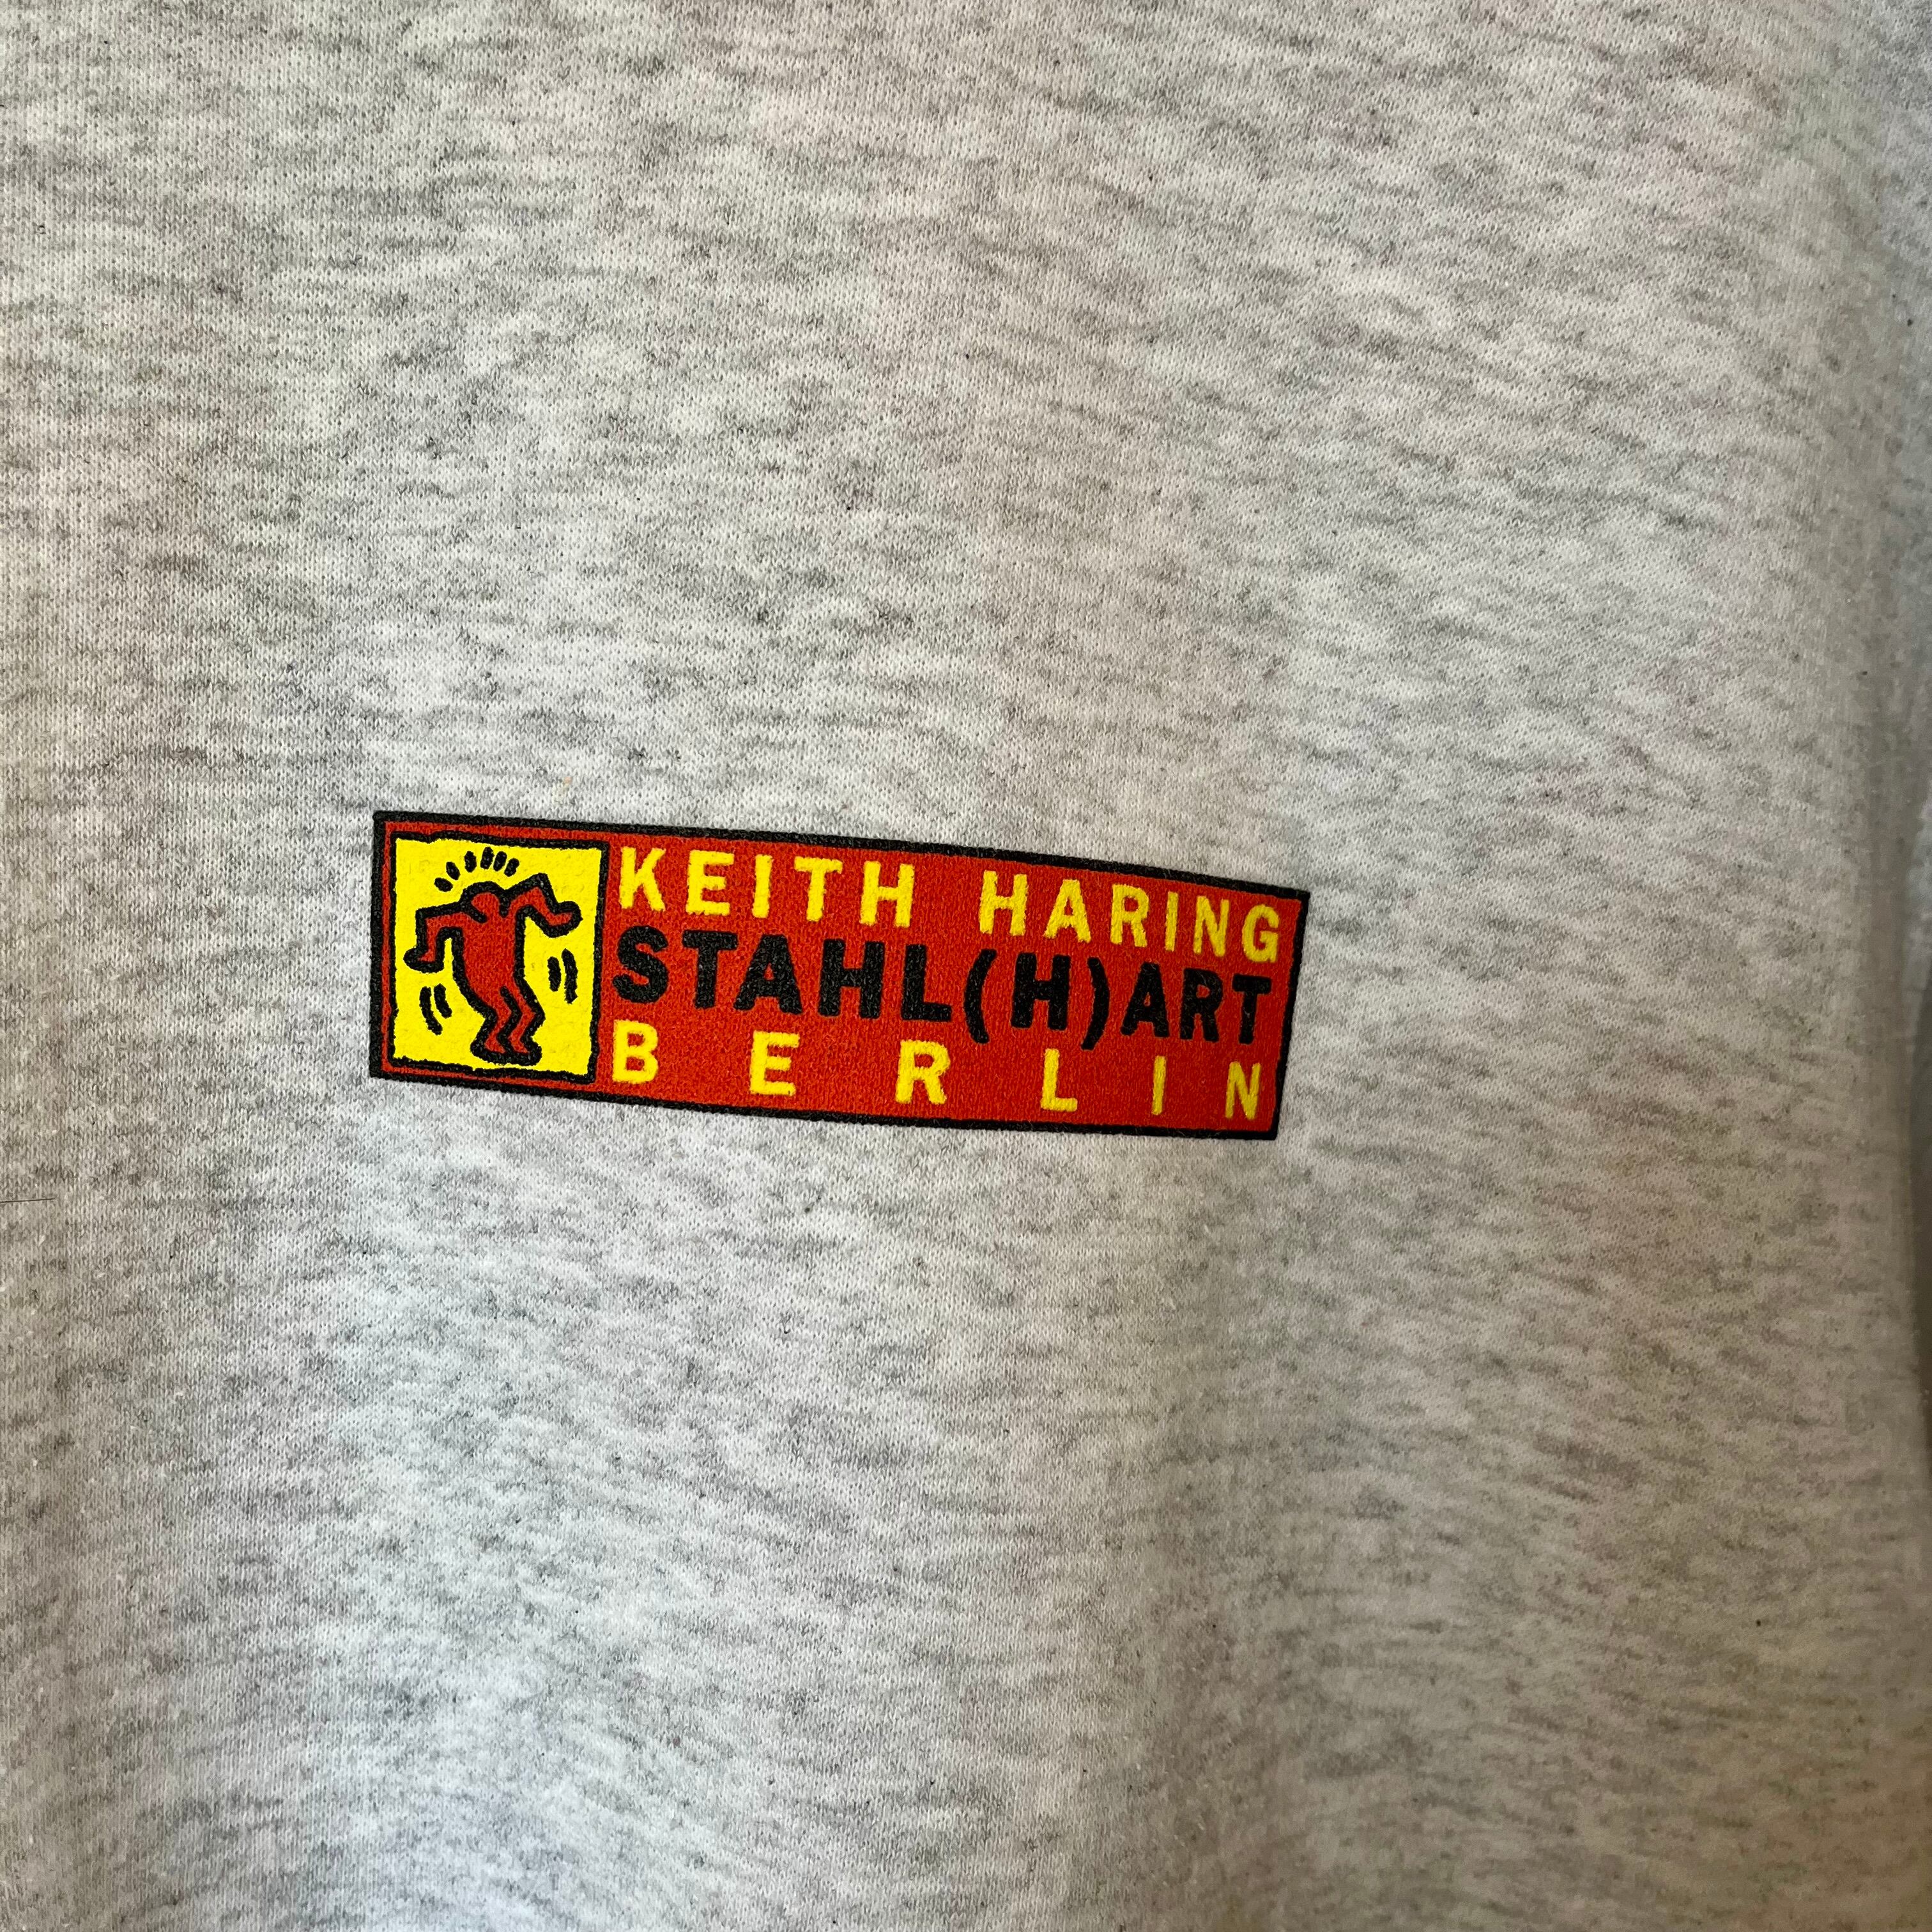 KEITH HARING
STAHL(H)ART
BERLIN